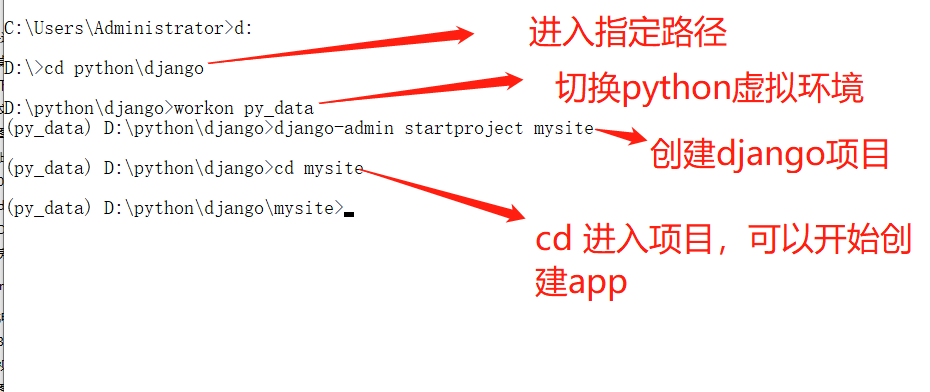 C:\Users\Administrator>d:
进入指定路径
D:\>cd python\django
切换python虚拟环境
D:\python\django>workon py_data
(py_data) D:\python\django>django-admin startproject mysite
创建django项目
(py_data) D:\python\django>cd mysite
(py_data) D:\python\django\mysite>
cd 进入项目，可以开始创
建app